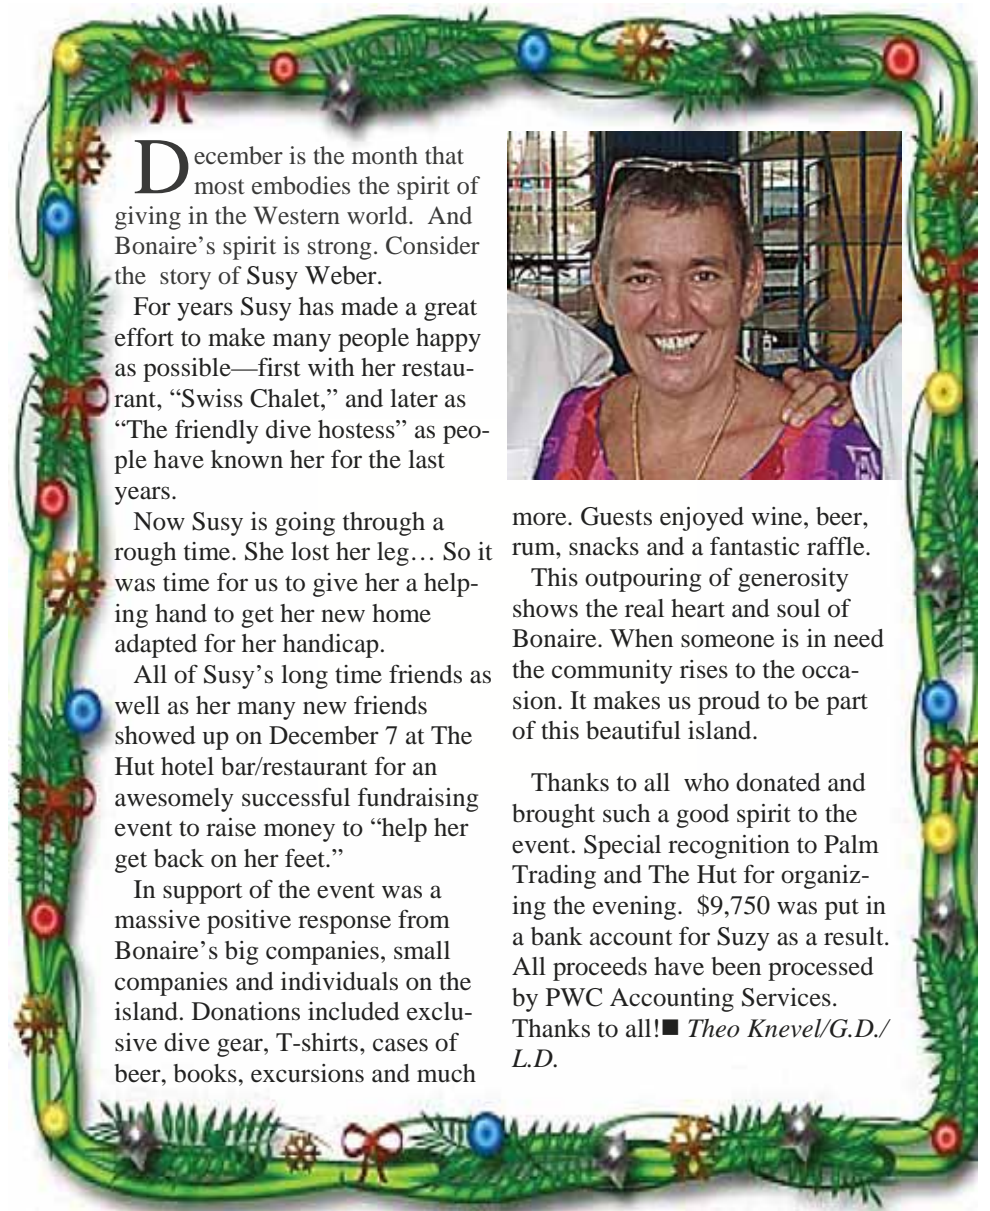 December is the month that
most embodies the spirit of
giving in the Western world.  And
Bonaire’s spirit is strong. Consider
the  story of Susy Weber.
For years Susy has made a great
effort to make many people happy
as possible—first with her restau-
rant, “Swiss Chalet,” and later as
“The friendly dive hostess” as peo-
ple have known her for the last
years.
Now Susy is going through a
rough time. She lost her leg… So it
was time for us to give her a help-
ing hand to get her new home
adapted for her handicap.
All of Susy’s long time friends as
well as her many new friends
showed up on December 7 at The
Hut hotel bar/restaurant for an
awesomely successful fundraising
event to raise money to “help her
get back on her feet.”
In support of the event was a
massive positive response from
Bonaire’s big companies, small
companies and individuals on the
island. Donations included exclu-
sive dive gear, T-shirts, cases of
beer, books, excursions and much
more. Guests enjoyed wine, beer,
rum, snacks and a fantastic raffle.
This outpouring of generosity
shows the real heart and soul of
Bonaire. When someone is in need
the community rises to the occa-
sion. It makes us proud to be part
of this beautiful island.
Thanks to all  who donated and
brought such a good spirit to the
event. Special recognition to Palm
Trading and The Hut for organiz-
ing the evening.  $9,750 was put in
a bank account for Suzy as a result.
All proceeds have been processed
by PWC Accounting Services.
Thanks to all!■ Theo Knevel/G.D./
L.D.